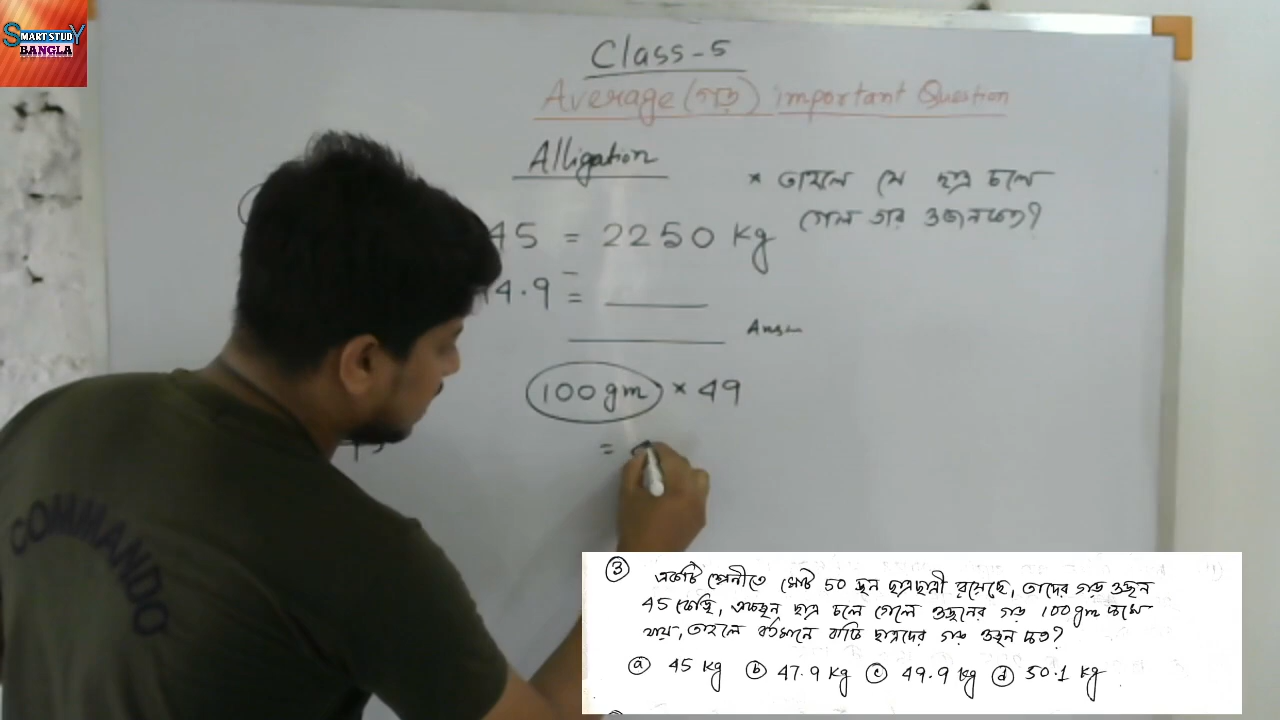 SMART STUDY
BANGLA
Class-5
Average (গড়) important Question
Alligation
* তাহলে যে ছাত্র চলে
গেল তার ওজন কত?
45 = 2250 kg
4.9 =
Ans
100 gm × 49
=
COMMANDO
③ একটি শ্রেনীতে মোট 50 জন ছাত্রছাত্রী রয়েছে, তাদের গড় ওজন
45 কেজি, একজন ছাত্র চলে গেলে ওজনের গড় 100gm কমে
যায়, তাহলে বর্তমানে বাকি ছাত্রদের গড় ওজন কত?
ⓐ 45 kg ⓑ 47.9 kg ⓒ 49.9 kg ⓓ 50.1 kg